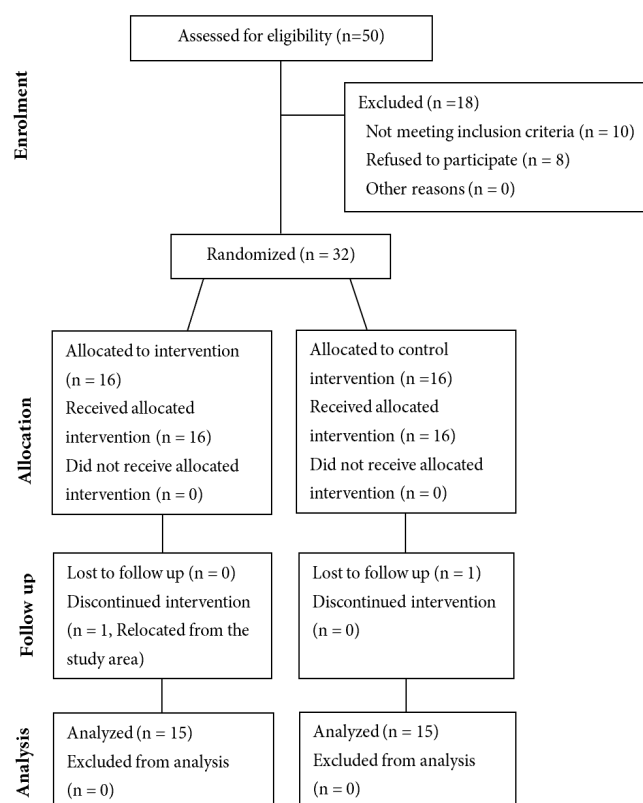 Assessed for eligibility (n=50)
Enrolment
Excluded (n =18)
Not meeting inclusion criteria (n = 10)
Refused to participate (n = 8)
Other reasons (n = 0)
Randomized (n = 32)
Allocation
Allocated to intervention
(n = 16)
Received allocated
intervention (n = 16)
Did not receive allocated
intervention (n = 0)
Allocated to control
intervention (n =16)
Received allocated
intervention (n = 16)
Did not receive allocated
intervention (n = 0)
Follow up
Lost to follow up (n = 0)
Discontinued intervention
(n = 1, Relocated from the
study area)
Lost to follow up (n = 1)
Discontinued intervention
(n = 0)
Analysis
Analyzed (n = 15)
Excluded from analysis
(n = 0)
Analyzed (n = 15)
Excluded from analysis
(n = 0)